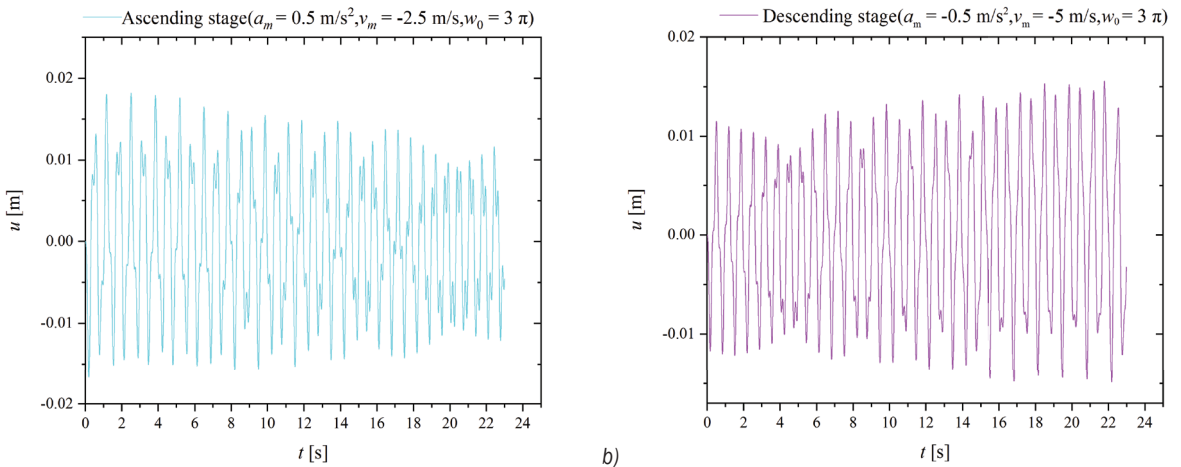 Ascending stage(aₘ = 0.5 m/s²,vₘ = -2.5 m/s,w₀ = 3 π)
0.02
0.01
0.00
-0.01
-0.02
u [m]
0 2 4 6 8 10 12 14 16 18 20 22 24
t [s]
b)
Descending stage(aₘ = -0.5 m/s²,vₘ = -5 m/s,w₀ = 3 π)
0.02
0.01
0.00
-0.01
u [m]
0 2 4 6 8 10 12 14 16 18 20 22 24
t [s]